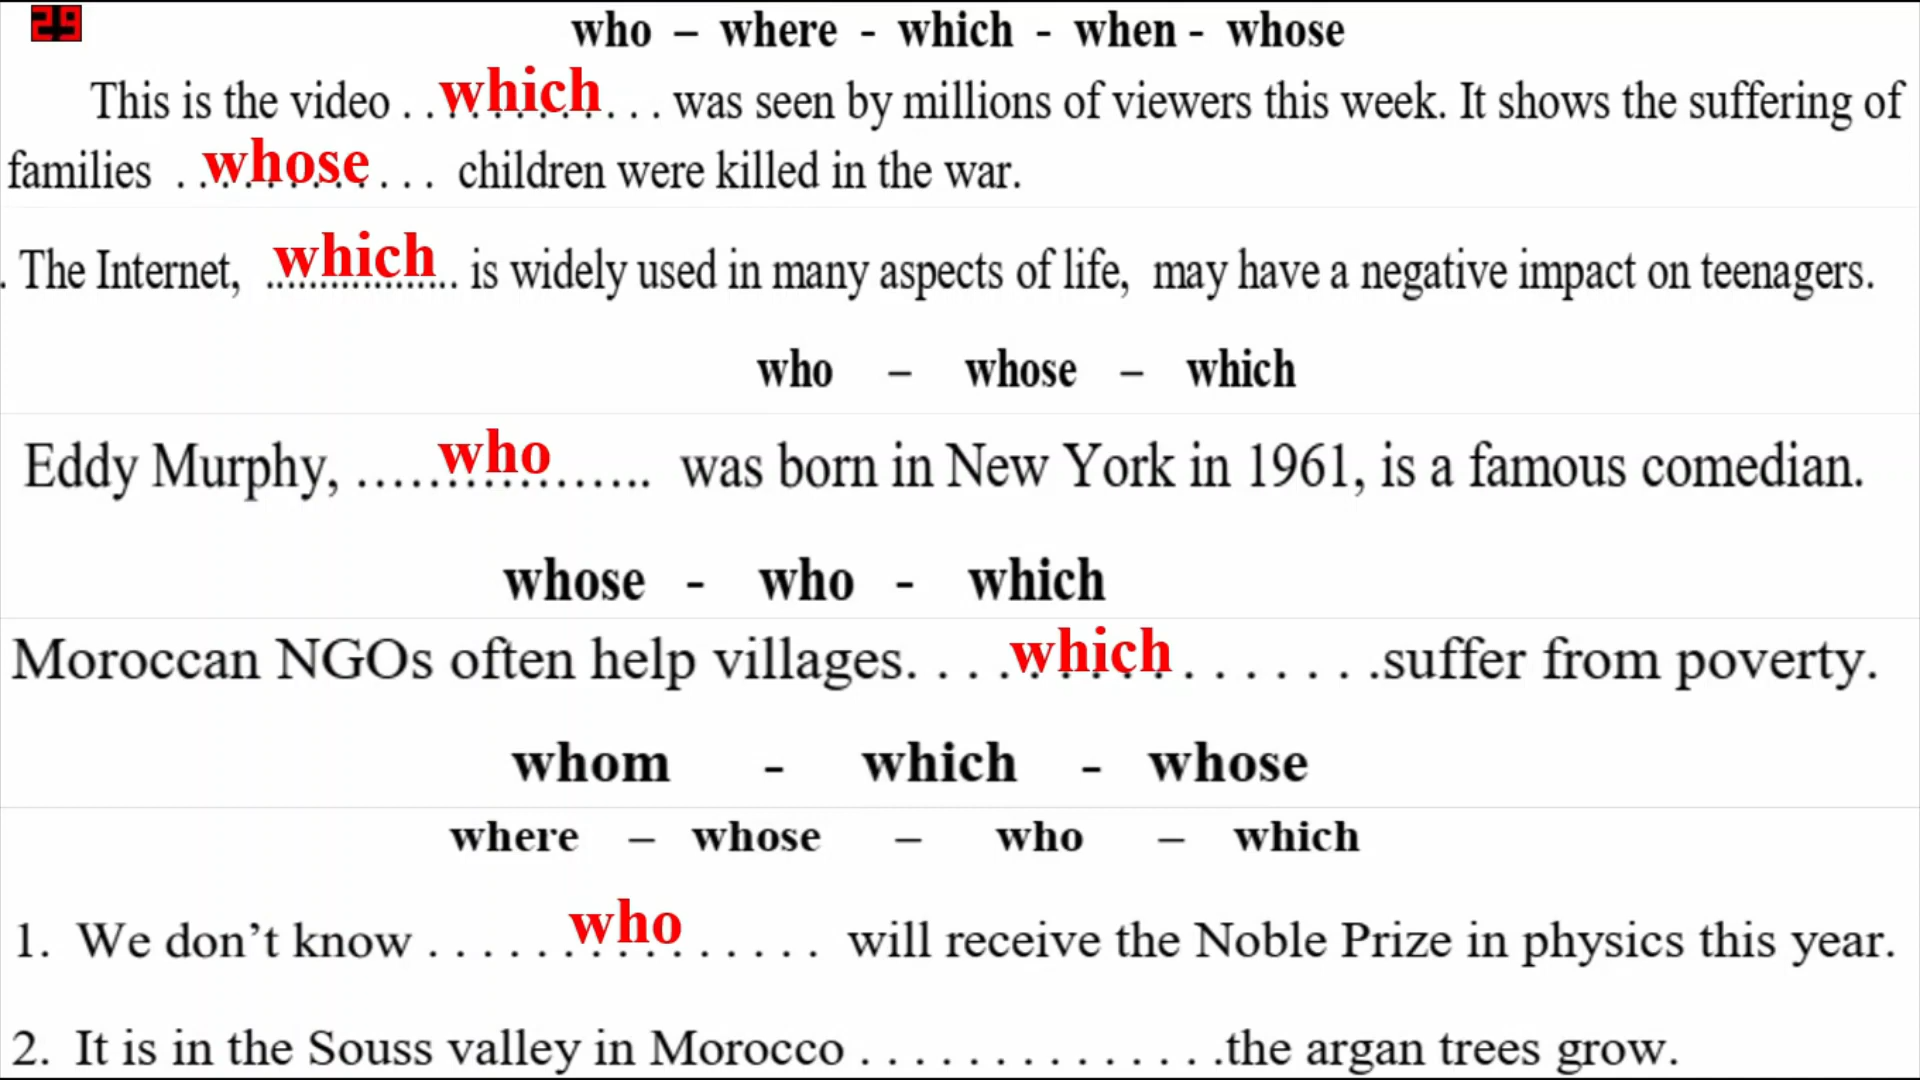 29
who – where - which - when - whose
This is the video . . which . . . was seen by millions of viewers this week. It shows the suffering of
families . . whose . . . children were killed in the war.
. The Internet, which .. is widely used in many aspects of life, may have a negative impact on teenagers.
who – whose – which
Eddy Murphy, ..... who ..... was born in New York in 1961, is a famous comedian.
whose - who - which
Moroccan NGOs often help villages. . . . which . . . . . . .suffer from poverty.
whom - which - whose
where – whose – who – which
1. We don't know . . . . . who . . . . . will receive the Noble Prize in physics this year.
2. It is in the Souss valley in Morocco . . . . . . . . . . . . . .the argan trees grow.